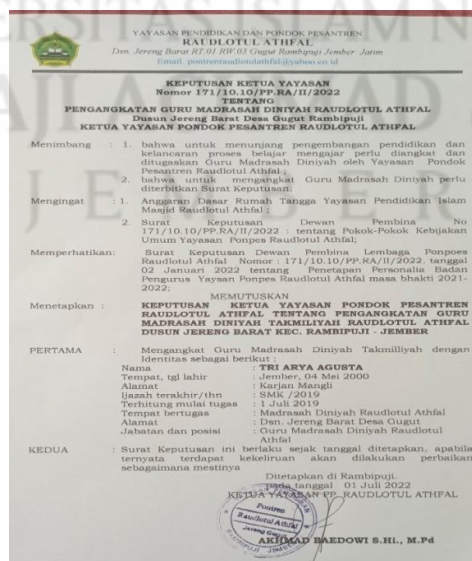 YAYASAN PENDIDIKAN DAN PONDOK PESANTREN
RAUDLOTUL ATHFAL
Dsn. Jereng Barat RT.01 RW.03 Gugut Rambipuji Jember Jatim
Email. pontrenraudlotulathfal@yahoo.co.id
KEPUTUSAN KETUA YAYASAN
Nomor 171/10.10/PP.RA/II/2022
TENTANG
PENGANGKATAN GURU MADRASAH DINIYAH RAUDLOTUL ATHFAL
Dusun Jereng Barat Desa Gugut Rambipuji
KETUA YAYASAN PONDOK PESANTREN RAUDLOTUL ATHFAL
Menimbang : 1. bahwa untuk menunjang pengembangan pendidikan dan
kelancaran proses belajar mengajar perlu diangkat dan
ditugaskan Guru Madrasah Diniyah oleh Yayasan Pondok
Pesantren Raudlotul Athfal ;
2. bahwa untuk mengangkat Guru Madrasah Diniyah perlu
diterbitkan Surat Keputusan;
Mengingat : 1. Anggaran Dasar Rumah Tangga Yayasan Pendidikan Islam
Masjid Raudlotul Athfal ;
2. Surat Keputusan Dewan Pembina No
171/10.10/PP.RA/II/2022 : tentang Pokok-Pokok Kebijakan
Umum Yayasan Ponpes Raudlotul Athfal;
Memperhatikan: Surat Keputusan Dewan Pembina Lembaga Ponpoes
Raudlotul Athfal Nomor : 171/10.10/PP.RA/II/2022, tanggal
02 Januari 2022 tentang Penetapan Personalia Badan
Pengurus Yaysan Ponpes Raudlotul Athfal masa bhakti 2021-
2022;
MEMUTUSKAN
Menetapkan : KEPUTUSAN KETUA YAYASAN PONDOK PESANTREN
RAUDLOTUL ATHFAL TENTANG PENGANGKATAN GURU
MADRASAH DINIYAH TAKMILIYAH RAUDLOTUL ATHFAL
DUSUN JERENG BARAT KEC. RAMBIPUJI - JEMBER
PERTAMA : Mengangkat Guru Madrasah Diniyah Takmilliyah dengan
Identitas sebagai berikut ;
Nama : TRI ARYA AGUSTA
Tempat, tgl lahir : Jember, 04 Mei 2000
Alamat : Karjan Mangli
Ijazah terakhir/thn : SMK /2019
Terhitung mulai tugas : 1 Juli 2019
Tempat bertugas : Madrasah Diniyah Raudlotul Athfal
Alamat : Dsn. Jereng Barat Desa Gugut
Jabatan dan posisi : Guru Madrasah Diniyah Raudlotul
Athfal
KEDUA : Surat Keputusan ini berlaku sejak tanggal ditetapkan, apabila
ternyata terdapat kekeliruan akan dilakukan perbaikan
sebagaimana mestinya
Ditetapkan di Rambipuji.
pada tanggal 01 Juli 2022
KETUA YAYASAN PP. RAUDLOTUL ATHFAL
Pontren
Raudlotul Athfal
Jereng Gugut
AKHMAD BAEDOWI S.Hi., M.Pd